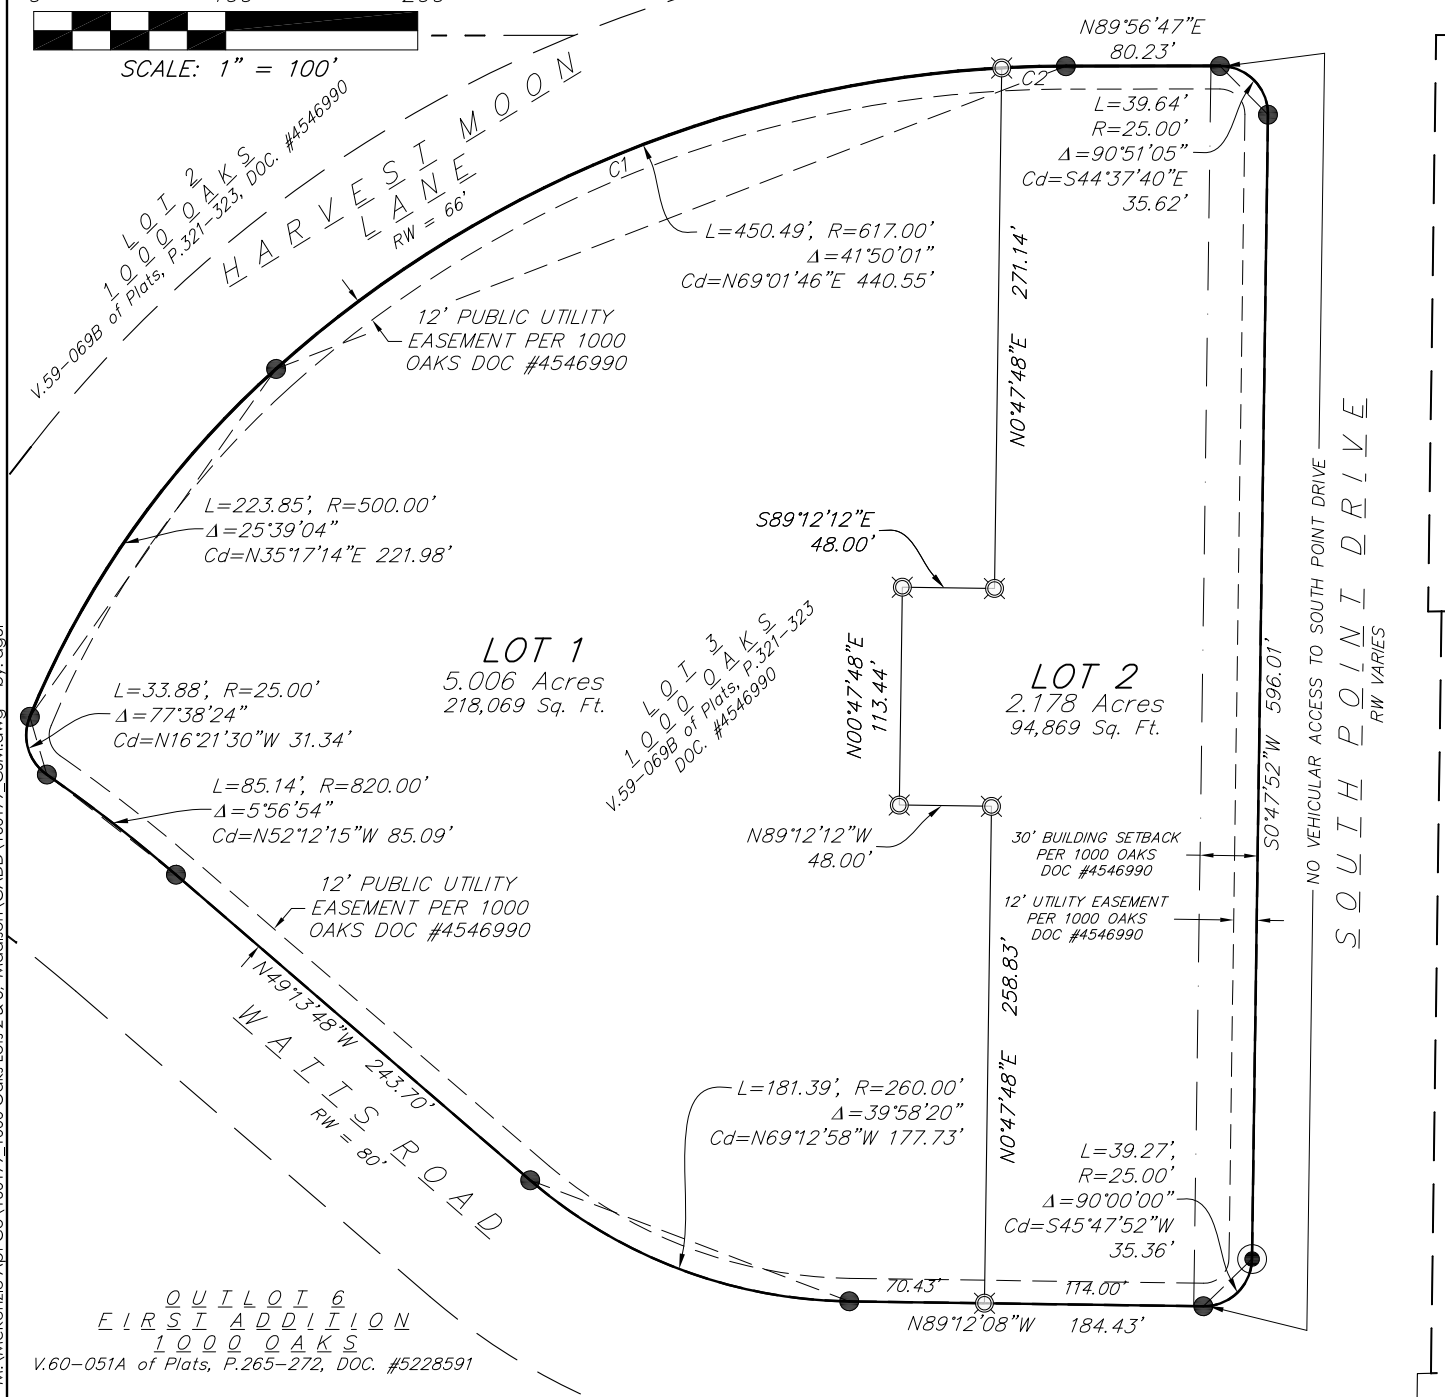 SCALE: 1" = 100'
N89°56'47"E
80.23'
C2
L=39.64'
R=25.00'
Δ=90°51'05"
Cd=S44°37'40"E
35.62'
LOT 2
1000 OAKS
V.59-069B of Plats, P.321-323, DOC. #4546990
HARVEST MOON
LANE
RW = 66'
C1
L=450.49', R=617.00'
Δ=41°50'01"
Cd=N69°01'46"E 440.55'
12' PUBLIC UTILITY
EASEMENT PER 1000
OAKS DOC #4546990
N0°47'48"E 271.14'
L=223.85', R=500.00'
Δ=25°39'04"
Cd=N35°17'14"E 221.98'
S89°12'12"E
48.00'
LOT 1
5.006 Acres
218,069 Sq. Ft.
LOT 3
1000 OAKS
V.59-069B of Plats, P.321-323
DOC. #4546990
N00°47'48"E
113.44'
LOT 2
2.178 Acres
94,869 Sq. Ft.
S0°47'52"W 596.01'
NO VEHICULAR ACCESS TO SOUTH POINT DRIVE
SOUTH POINT DRIVE
RW VARIES
L=33.88', R=25.00'
Δ=77°38'24"
Cd=N16°21'30"W 31.34'
L=85.14', R=820.00'
Δ=5°56'54"
Cd=N52°12'15"W 85.09'
N89°12'12"W
48.00'
30' BUILDING SETBACK
PER 1000 OAKS
DOC #4546990
12' UTILITY EASEMENT
PER 1000 OAKS
DOC #4546990
12' PUBLIC UTILITY
EASEMENT PER 1000
OAKS DOC #4546990
N49°13'48"W 243.70'
WATTS ROAD
RW = 80'
N0°47'48"E 258.83'
L=181.39', R=260.00'
Δ=39°58'20"
Cd=N69°12'58"W 177.73'
L=39.27',
R=25.00'
Δ=90°00'00"
Cd=S45°47'52"W
35.36'
70.43'
114.00'
N89°12'08"W 184.43'
OUTLOT 6
FIRST ADDITION
1000 OAKS
V.60-051A of Plats, P.265-272, DOC. #5228591